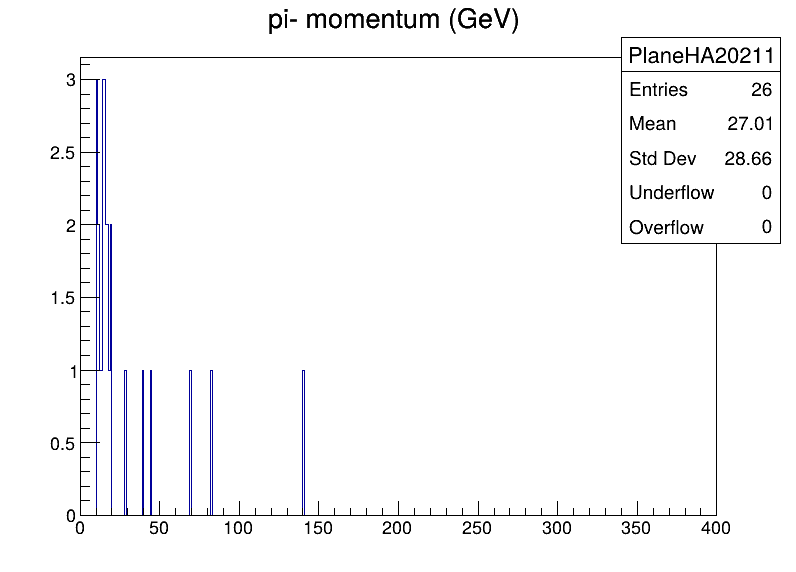 pi- momentum (GeV)
PlaneHA20211
Entries 26
Mean 27.01
Std Dev 28.66
Underflow 0
Overflow 0
3
2.5
2
1.5
1
0.5
0
0 50 100 150 200 250 300 350 400